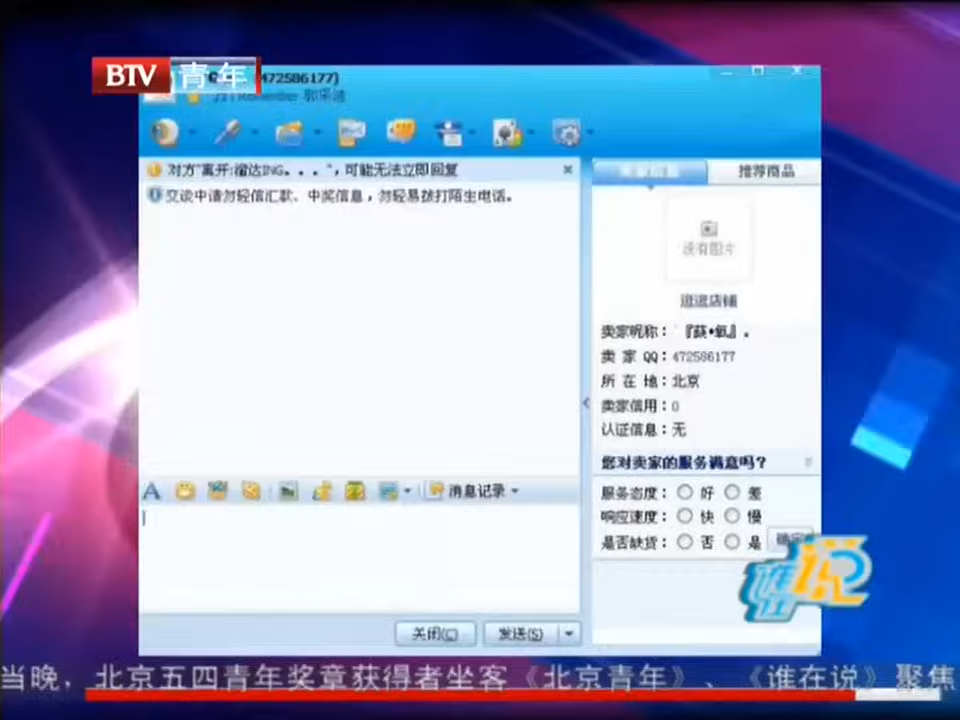 BTV 青年
472586177)
对方"离开:溜达ING。。。",可能无法立即回复
交谈中请勿轻信汇款、中奖信息,勿轻易拨打陌生电话。
消息记录
关闭(C) 发送(S)
推荐商品
没有图片
逛逛店铺
卖家昵称:
卖 家 QQ:472586177
所 在 地:北京
卖家信用:0
认证信息:无
您对卖家的服务满意吗?
服务态度: 好 差
响应速度: 快 慢
是否缺货: 否 是
确定
谁在说
当晚,北京五四青年奖章获得者坐客《北京青年》、《谁在说》聚焦